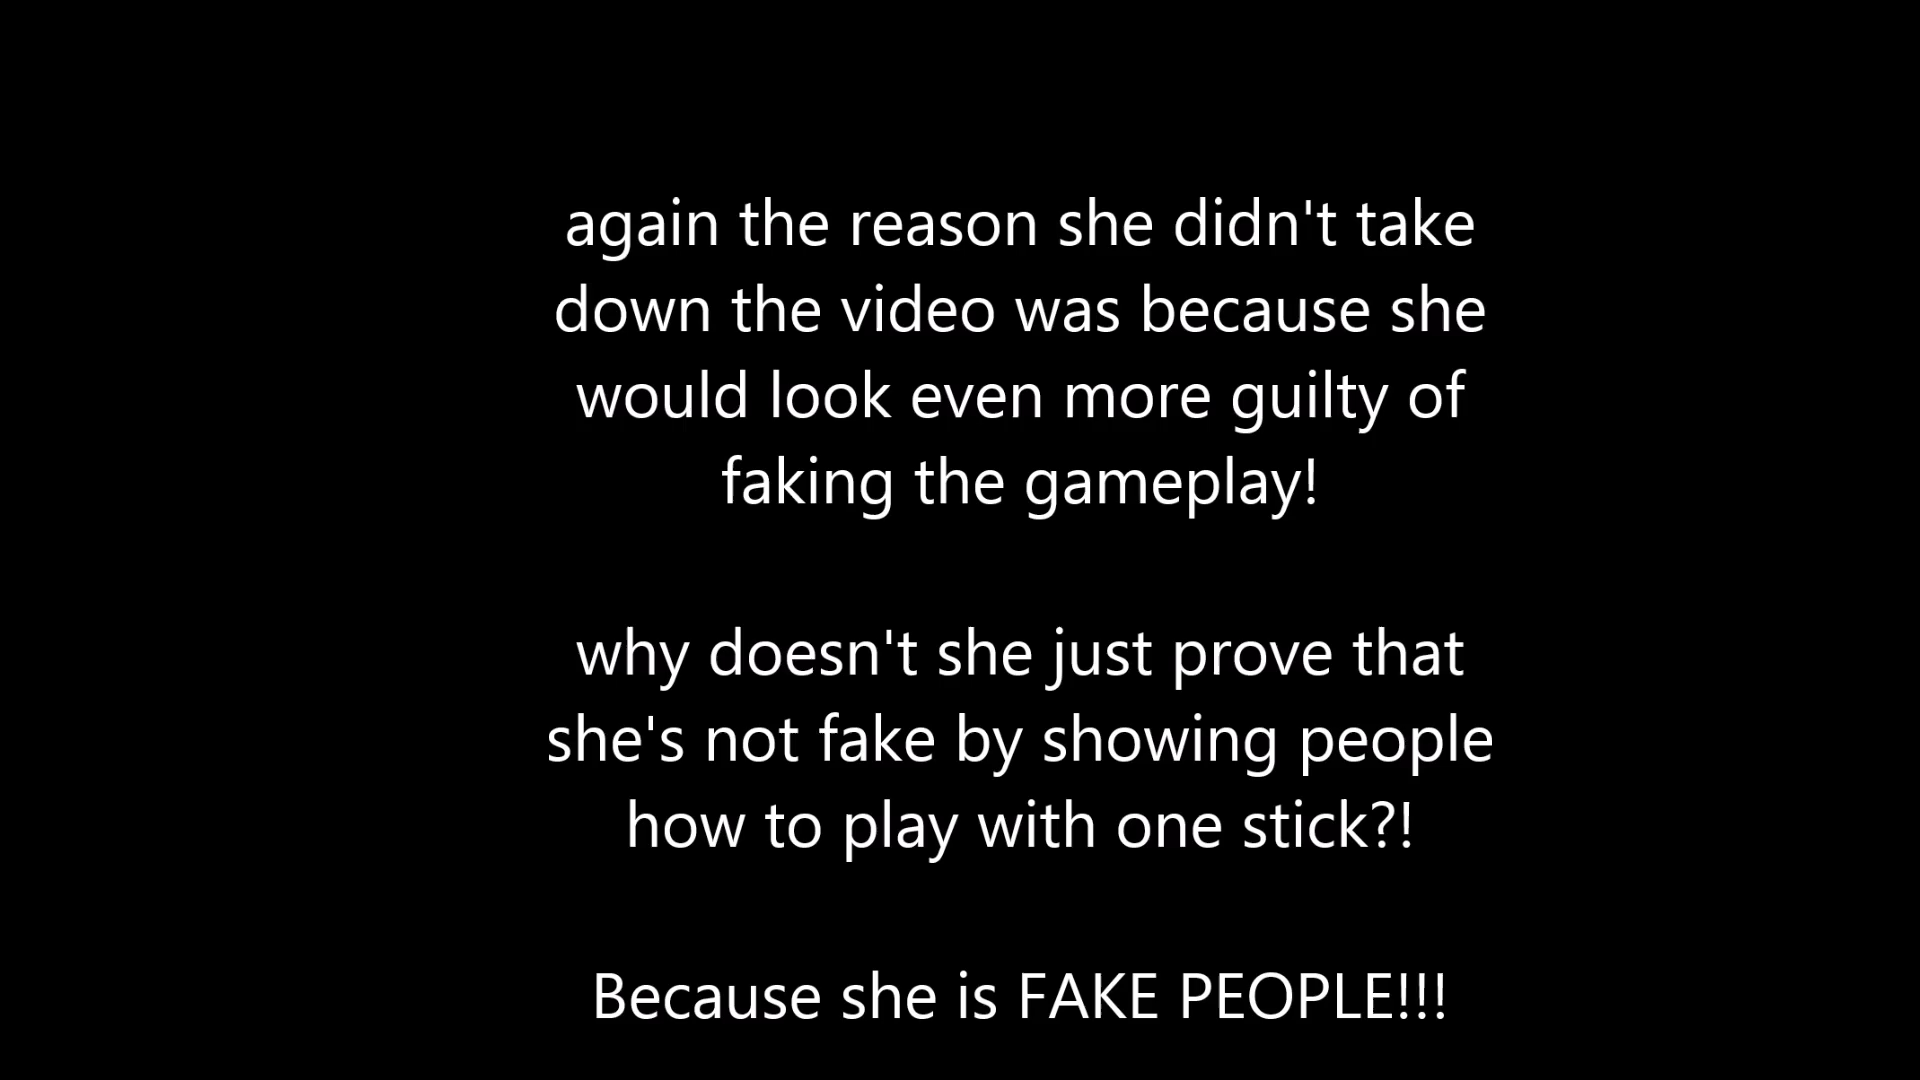 again the reason she didn't take
down the video was because she
would look even more guilty of
faking the gameplay!
why doesn't she just prove that
she's not fake by showing people
how to play with one stick?!
Because she is FAKE PEOPLE!!!